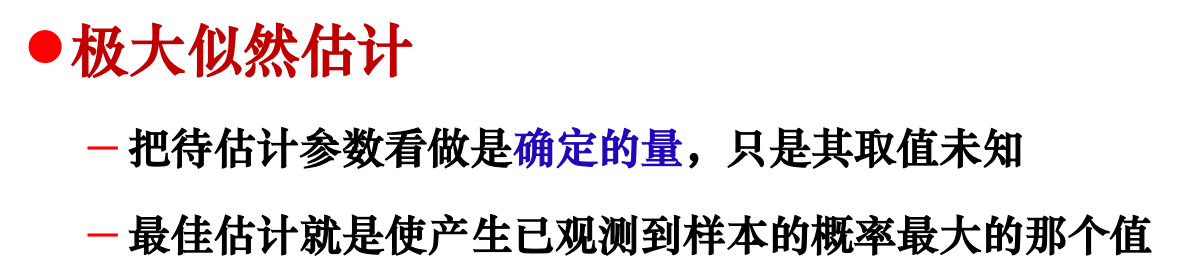 ●极大似然估计
－把待估计参数看做是确定的量，只是其取值未知
－最佳估计就是使产生已观测到样本的概率最大的那个值